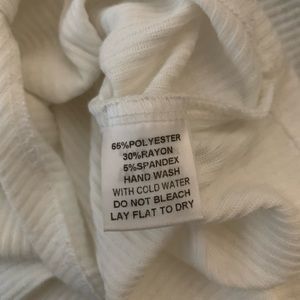 65%POLYESTER
30%RAYON
5%SPANDEX
HAND WASH
WITH COLD WATER
DO NOT BLEACH
LAY FLAT TO DRY